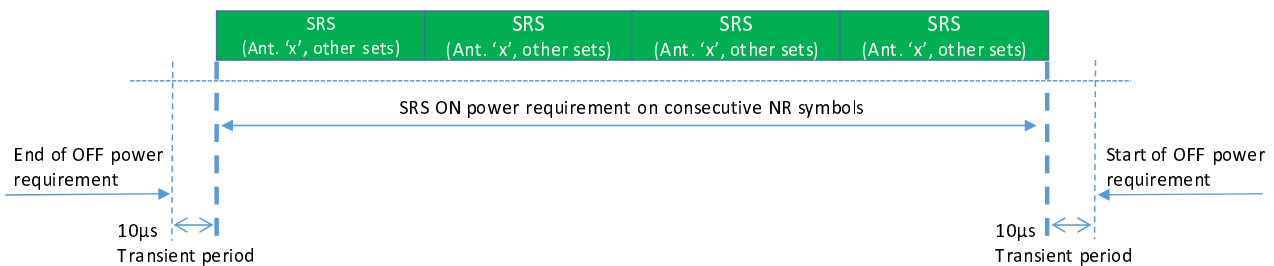 SRS
(Ant. ‘x’, other sets)
SRS
(Ant. ‘x’, other sets)
SRS
(Ant. ‘x’, other sets)
SRS
(Ant. ‘x’, other sets)
SRS ON power requirement on consecutive NR symbols
End of OFF power
requirement
Start of OFF power
requirement
10µs
Transient period
10µs
Transient period